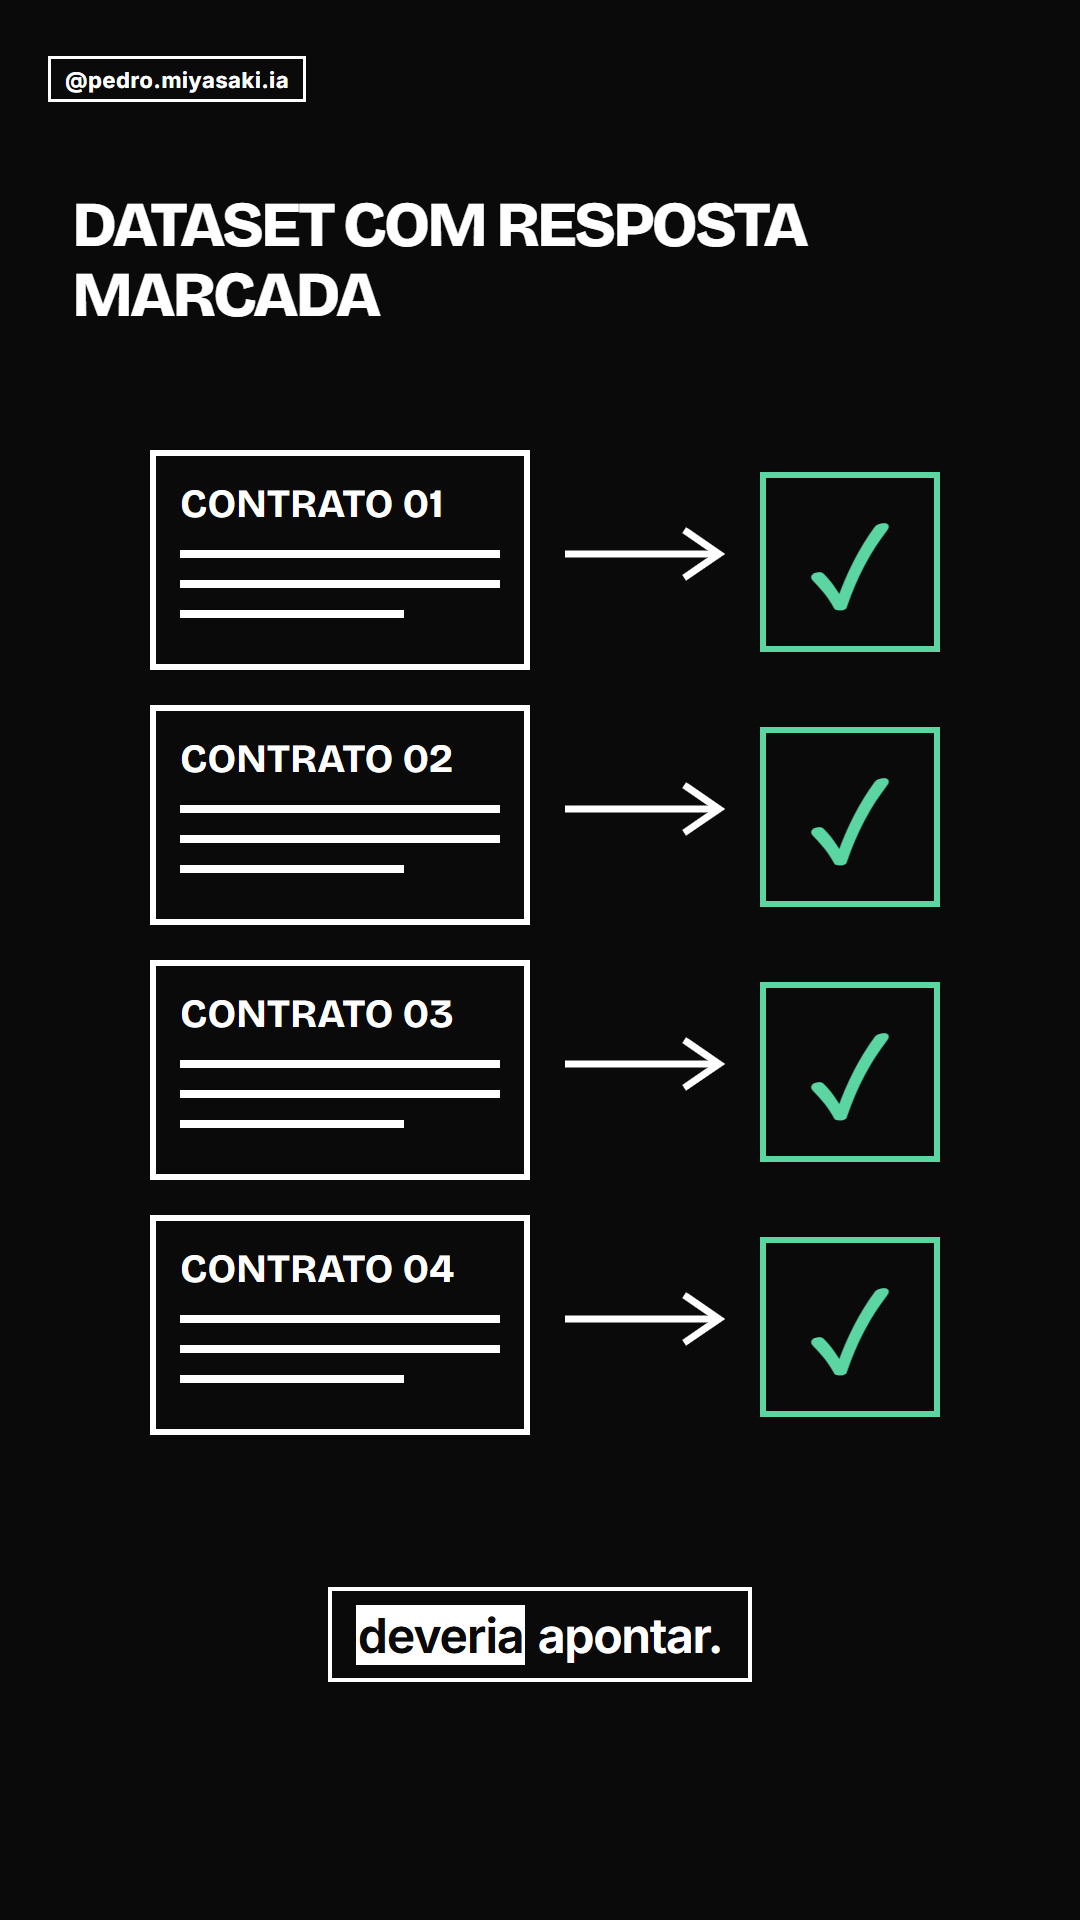 @pedro.miyasaki.ia
DATASET COM RESPOSTA
MARCADA
CONTRATO 01
CONTRATO 02
CONTRATO 03
CONTRATO 04
deveria apontar.